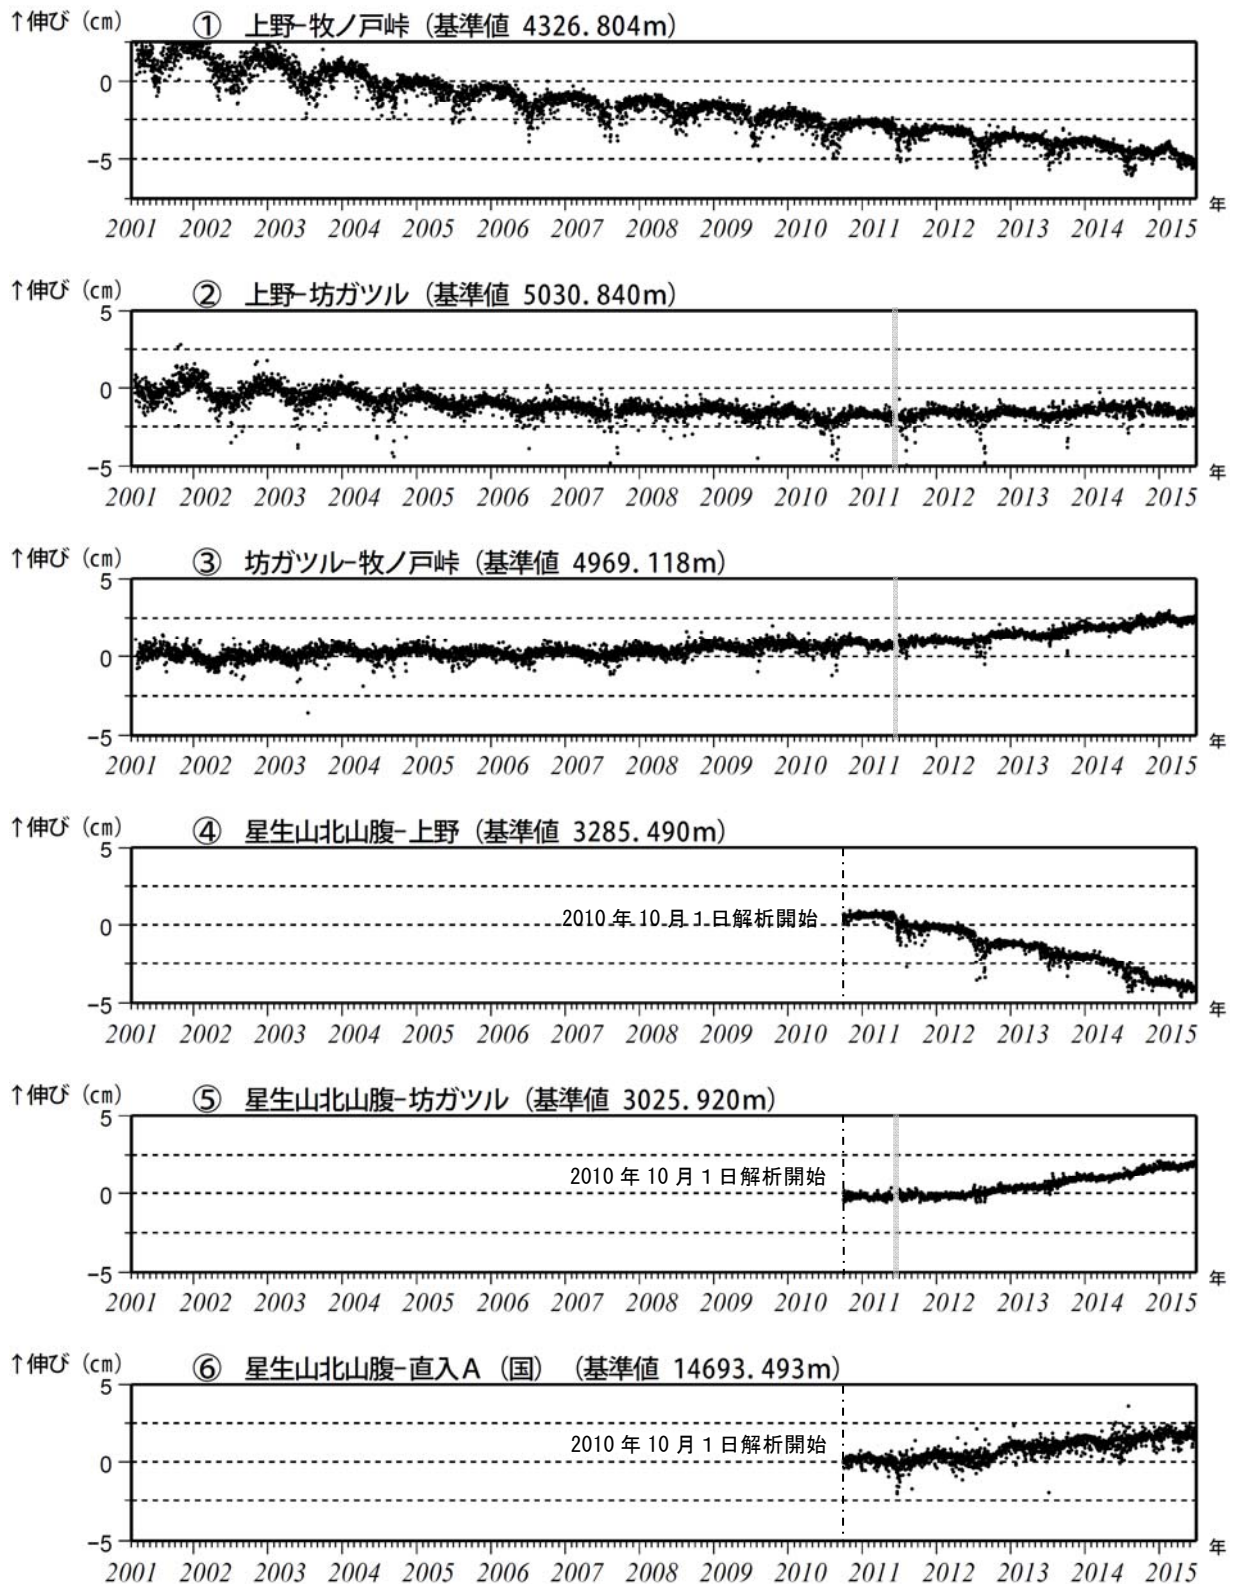 ↑伸び（cm） ① 上野-牧ノ戸峠（基準値 4326.804m）
0
-5
2001 2002 2003 2004 2005 2006 2007 2008 2009 2010 2011 2012 2013 2014 2015 年
↑伸び（cm） ② 上野-坊ガツル（基準値 5030.840m）
5
0
-5
2001 2002 2003 2004 2005 2006 2007 2008 2009 2010 2011 2012 2013 2014 2015 年
↑伸び（cm） ③ 坊ガツル-牧ノ戸峠（基準値 4969.118m）
5
0
-5
2001 2002 2003 2004 2005 2006 2007 2008 2009 2010 2011 2012 2013 2014 2015 年
↑伸び（cm） ④ 星生山北山腹-上野（基準値 3285.490m）
5
2010年10月1日解析開始
0
-5
2001 2002 2003 2004 2005 2006 2007 2008 2009 2010 2011 2012 2013 2014 2015 年
↑伸び（cm） ⑤ 星生山北山腹-坊ガツル（基準値 3025.920m）
5
2010年10月1日解析開始
0
-5
2001 2002 2003 2004 2005 2006 2007 2008 2009 2010 2011 2012 2013 2014 2015 年
↑伸び（cm） ⑥ 星生山北山腹-直入A（国）（基準値 14693.493m）
5
2010年10月1日解析開始
0
-5
2001 2002 2003 2004 2005 2006 2007 2008 2009 2010 2011 2012 2013 2014 2015 年